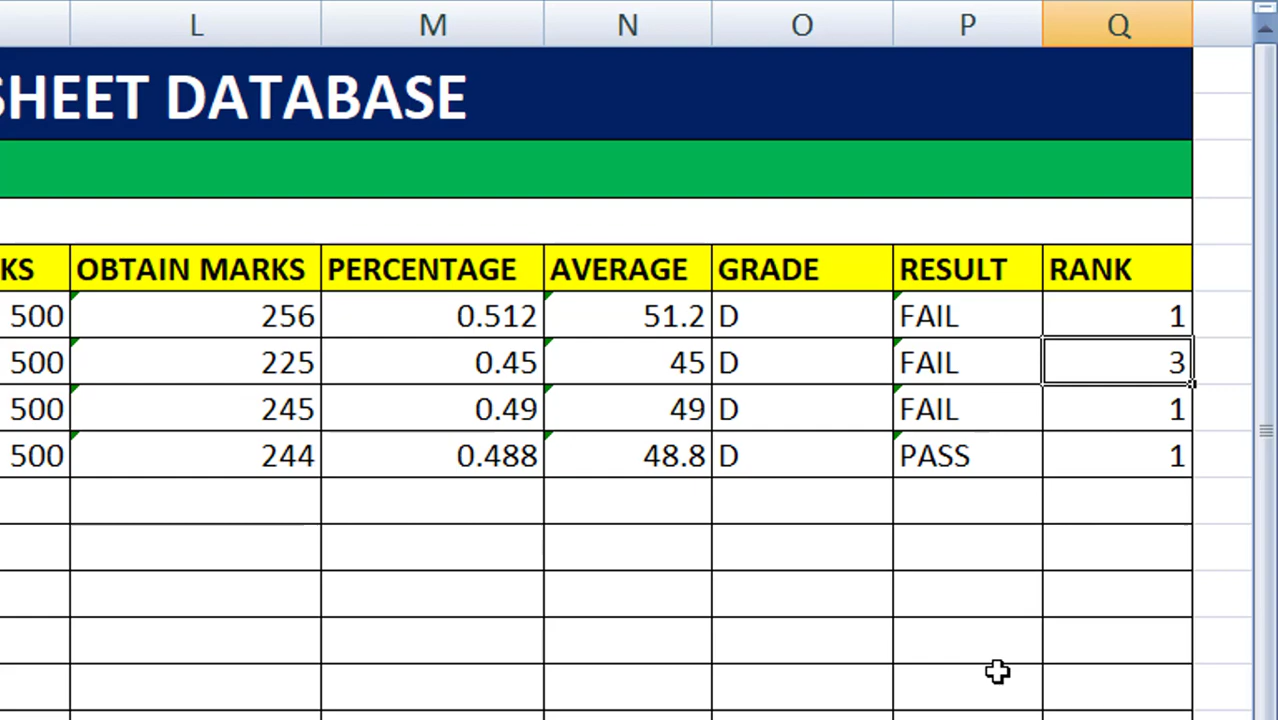 L M N O P Q
SHEET DATABASE
KS OBTAIN MARKS PERCENTAGE AVERAGE GRADE RESULT RANK
500 256 0.512 51.2 D FAIL 1
500 225 0.45 45 D FAIL 3
500 245 0.49 49 D FAIL 1
500 244 0.488 48.8 D PASS 1